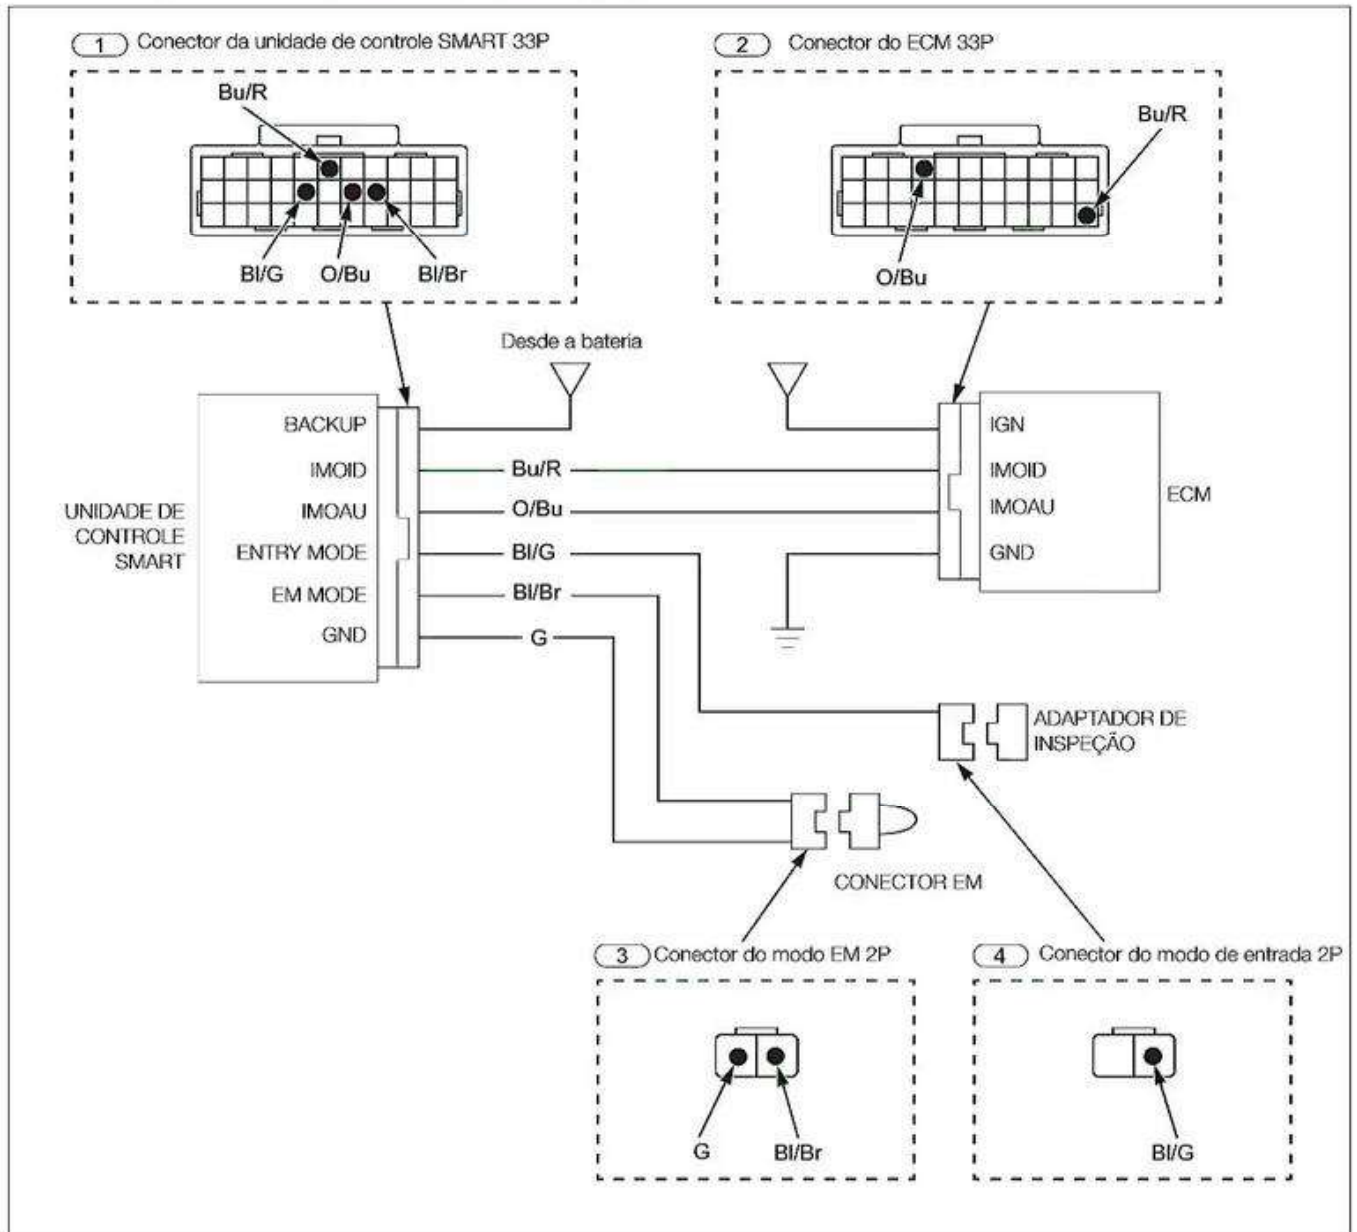 1 Conector da unidade de controle SMART 33P
2 Conector do ECM 33P
Bu/R
Bu/R
Bl/G O/Bu Bl/Br
O/Bu
Desde a bateria
BACKUP
IGN
IMOID
Bu/R
IMOID
IMOAU
O/Bu
IMOAU
ECM
UNIDADE DE
CONTROLE
SMART
ENTRY MODE
Bl/G
GND
EM MODE
Bl/Br
GND
G
ADAPTADOR DE
INSPEÇÃO
CONECTOR EM
3 Conector do modo EM 2P
4 Conector do modo de entrada 2P
G Bl/Br
Bl/G